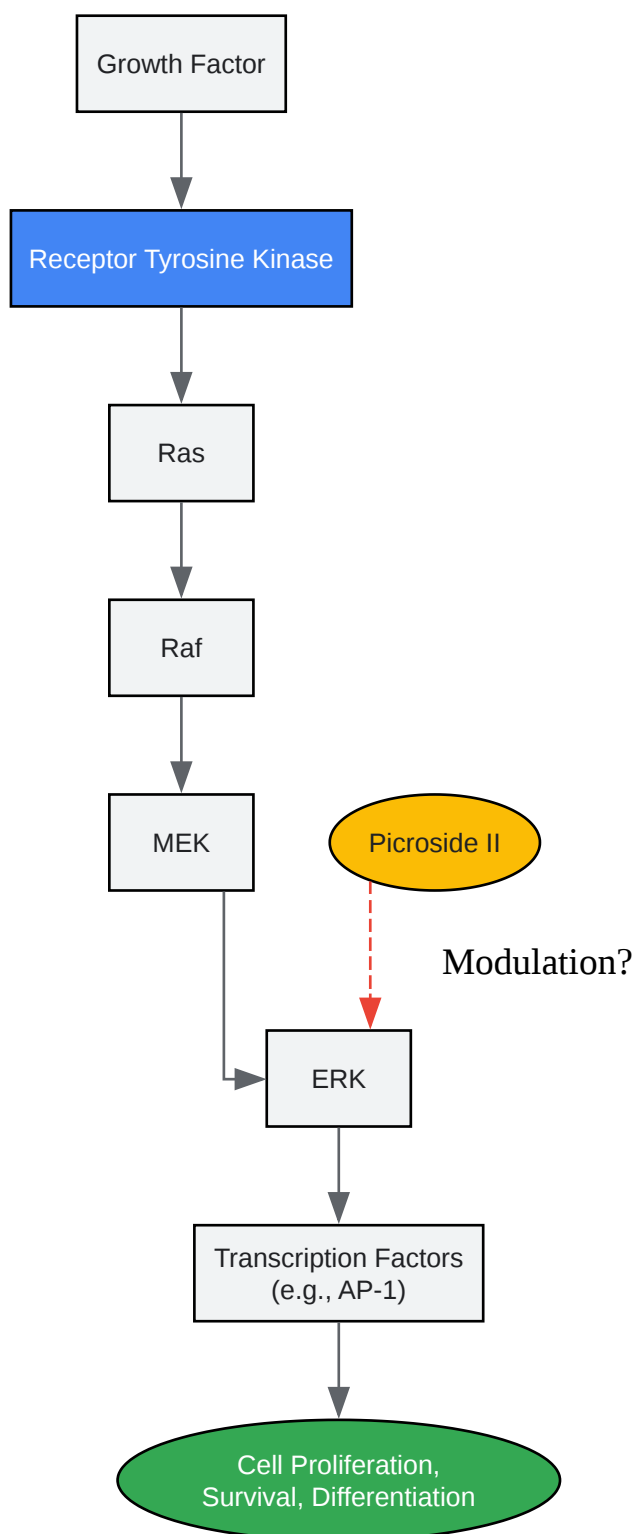 Growth Factor
Receptor Tyrosine Kinase
Ras
Raf
MEK
Picroside II
Modulation?
ERK
Transcription Factors
(e.g., AP-1)
Cell Proliferation,
Survival, Differentiation